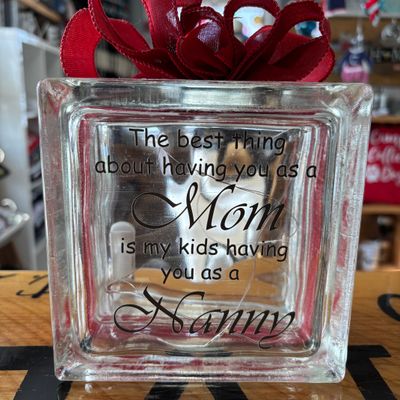 The best thing
about having you as a
Mom
is my kids having
you as a
Nanny